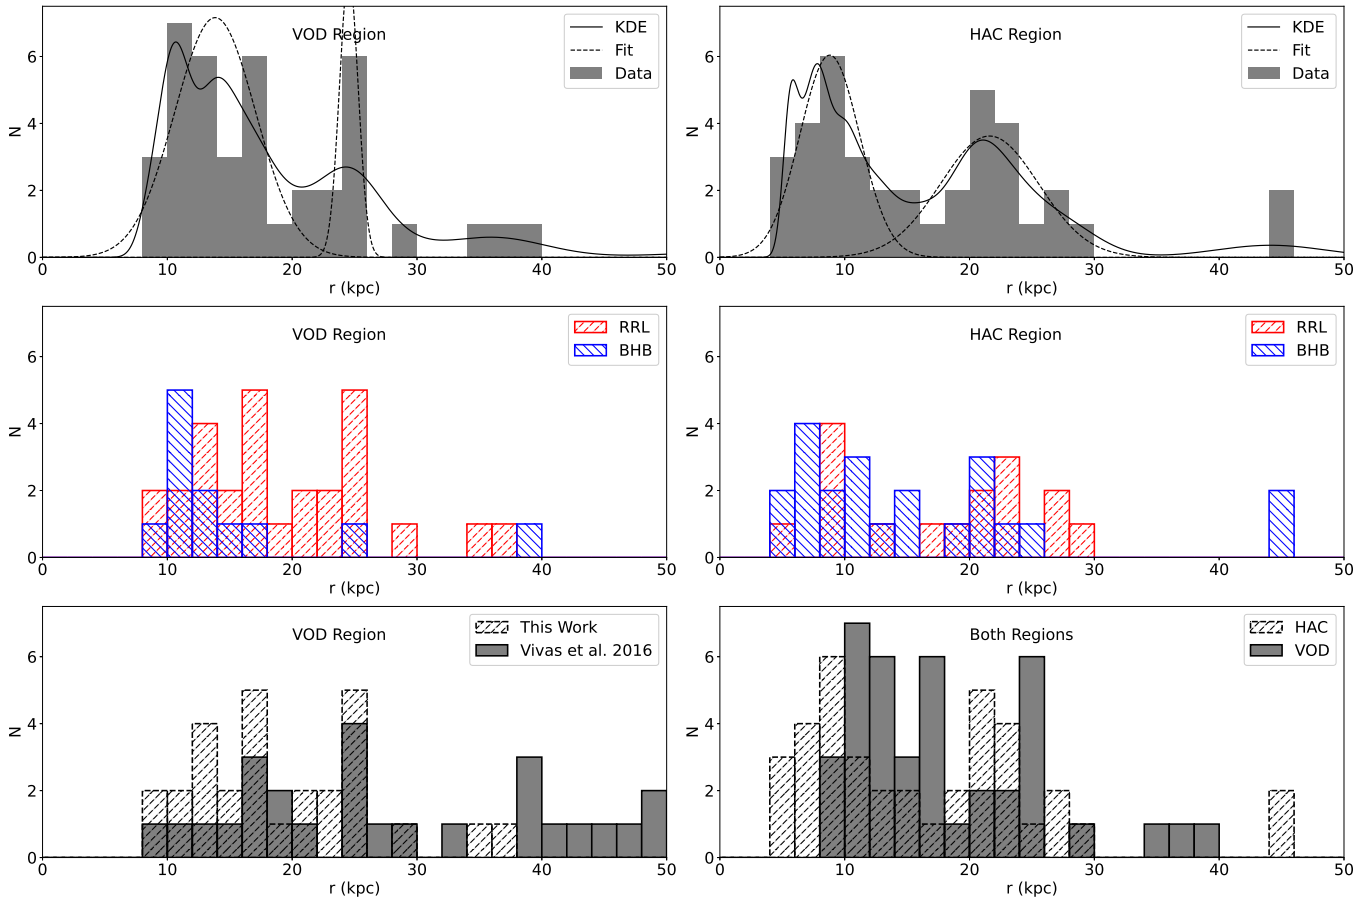 VOD Region
KDE
Fit
Data
N
6
4
2
0
0 10 20 30 40 50
r (kpc)
HAC Region
KDE
Fit
Data
N
6
4
2
0
0 10 20 30 40 50
r (kpc)
VOD Region
RRL
BHB
N
6
4
2
0
0 10 20 30 40 50
r (kpc)
HAC Region
RRL
BHB
N
6
4
2
0
0 10 20 30 40 50
r (kpc)
VOD Region
This Work
Vivas et al. 2016
N
6
4
2
0
0 10 20 30 40 50
r (kpc)
Both Regions
HAC
VOD
N
6
4
2
0
0 10 20 30 40 50
r (kpc)